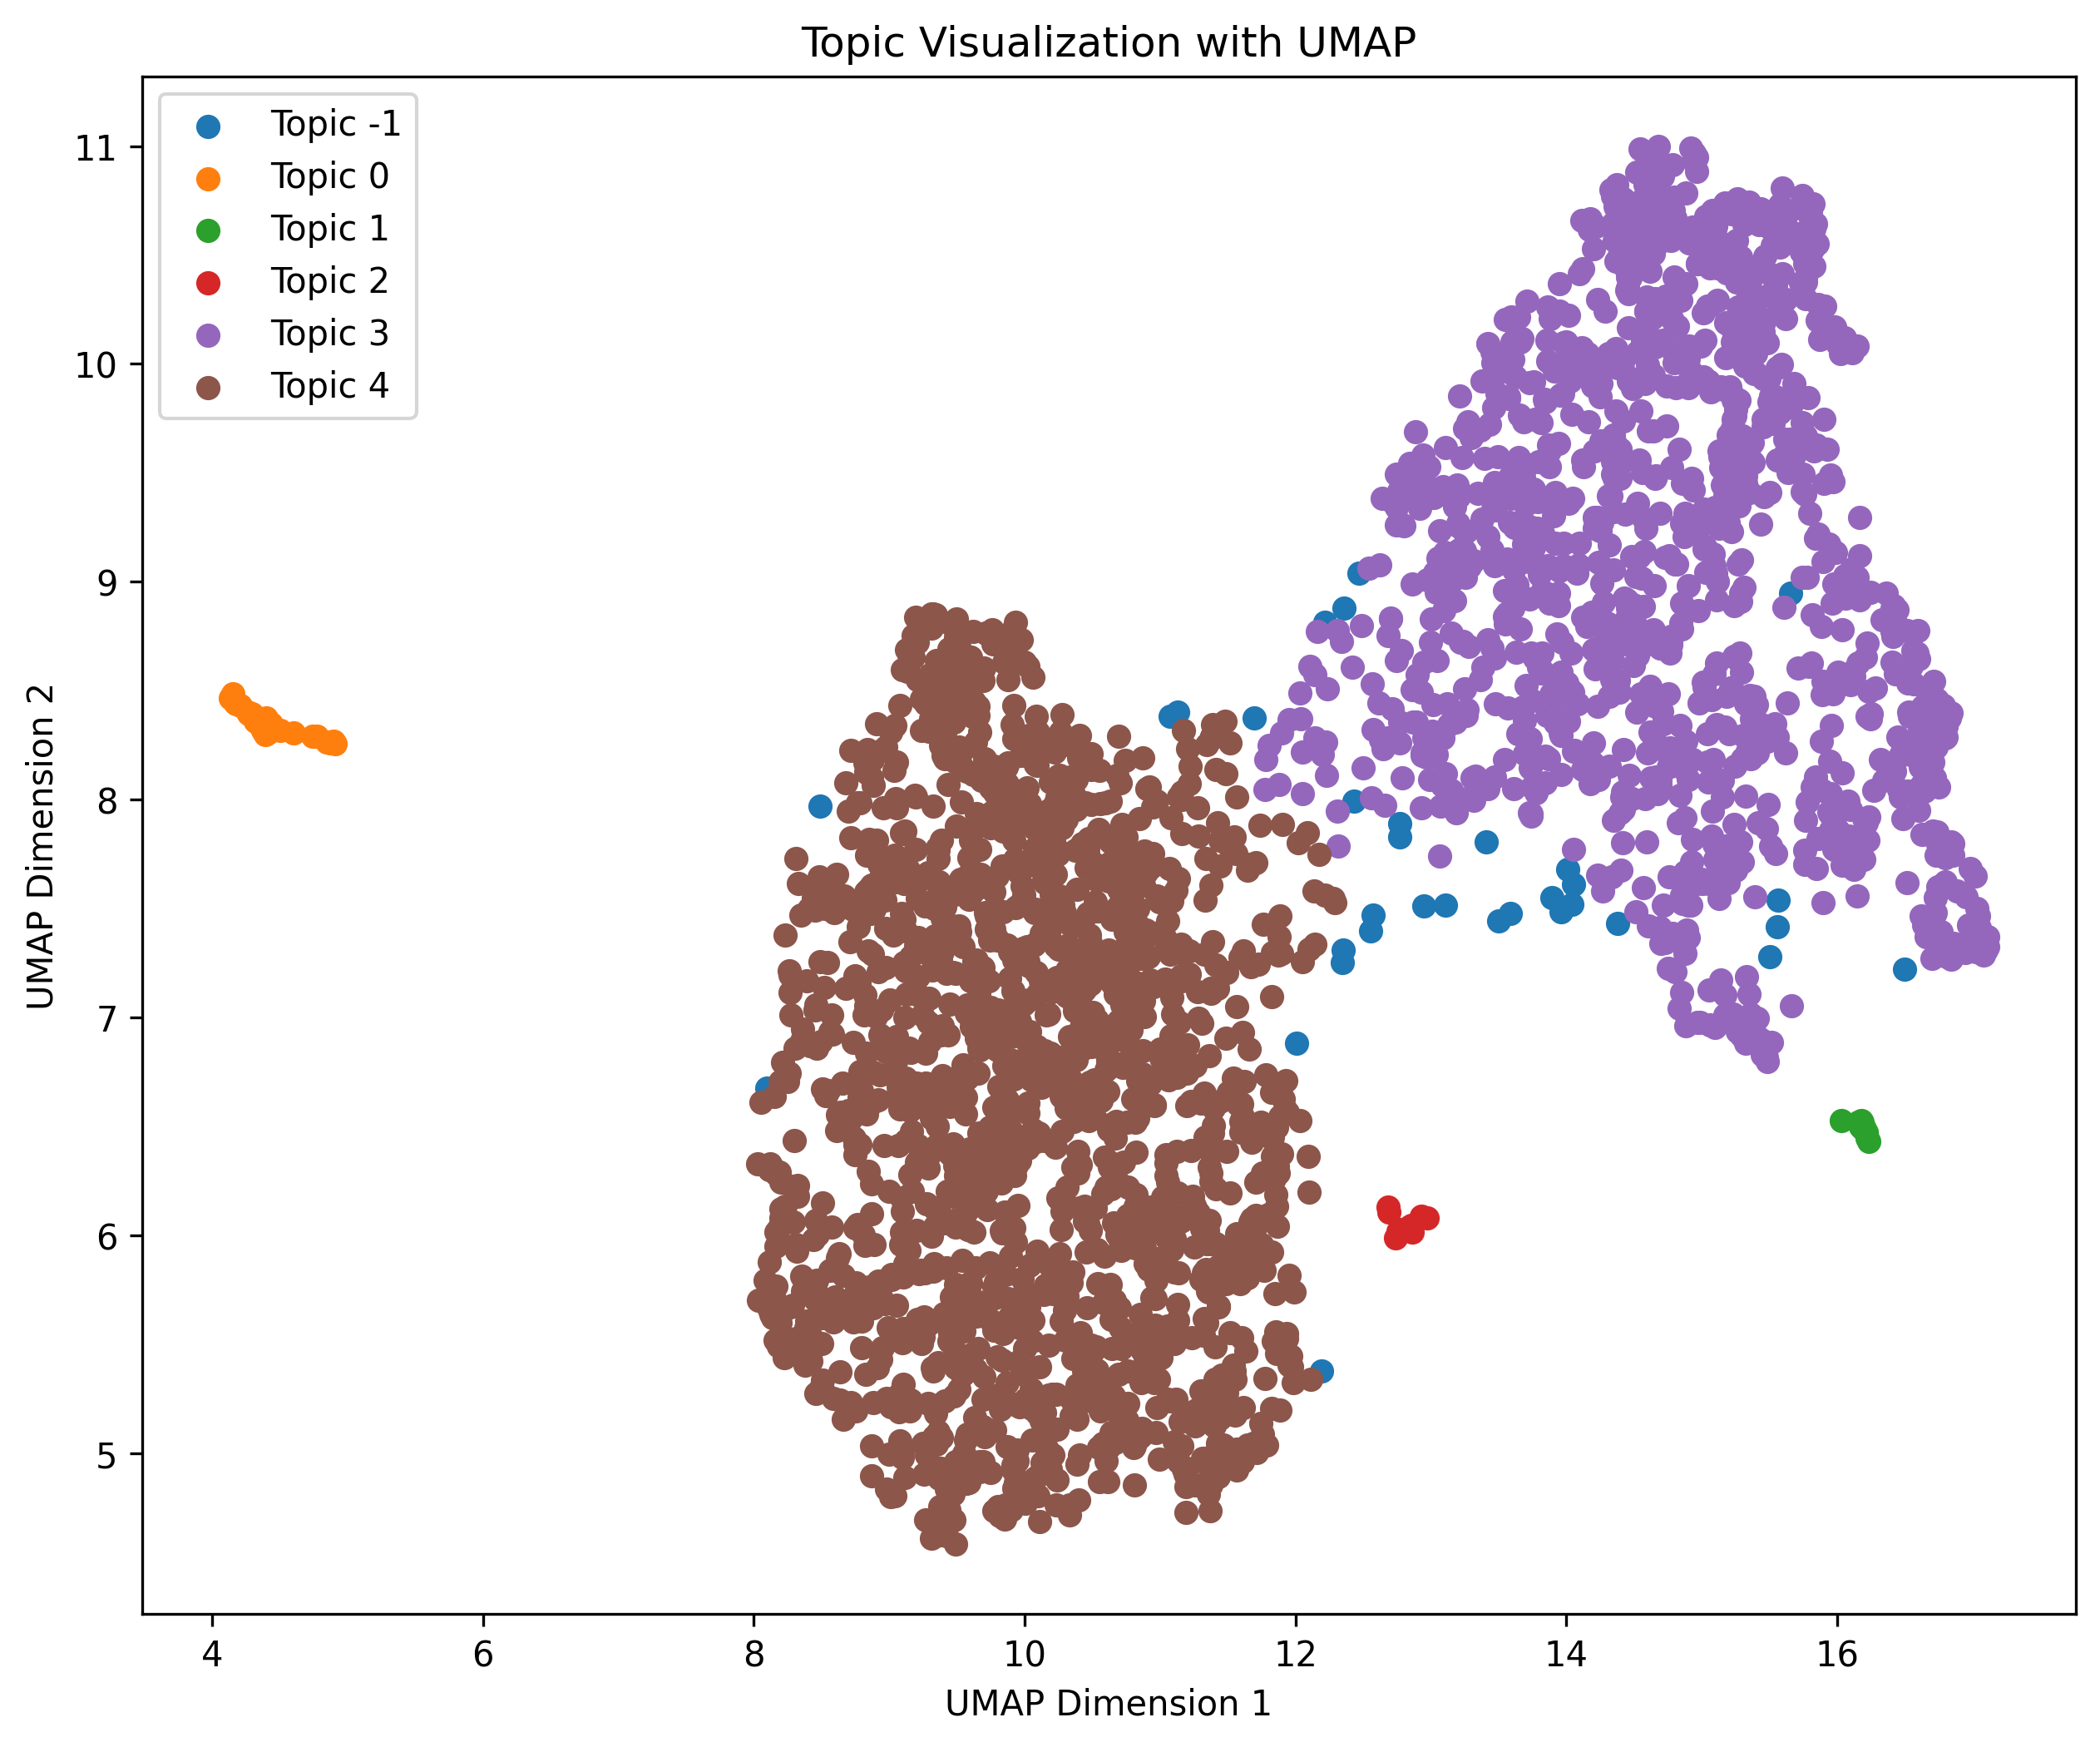 Topic Visualization with UMAP
Topic -1
Topic 0
Topic 1
Topic 2
Topic 3
Topic 4
11
10
9
8
7
6
5
UMAP Dimension 2
4
6
8
10
12
14
16
UMAP Dimension 1